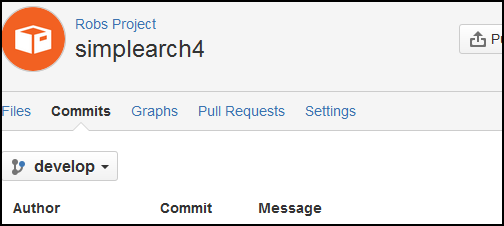 Robs Project
simplearch4
Files Commits Graphs Pull Requests Settings
develop
Author Commit Message